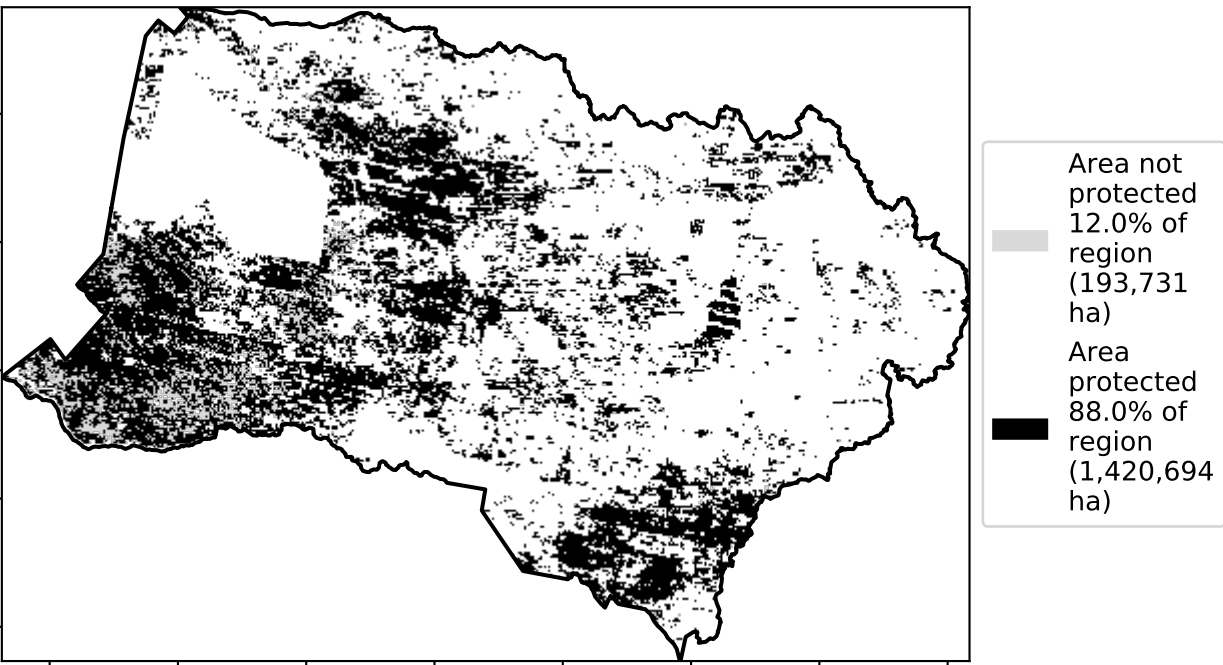 Area not
protected
12.0% of
region
(193,731
ha)
Area
protected
88.0% of
region
(1,420,694
ha)